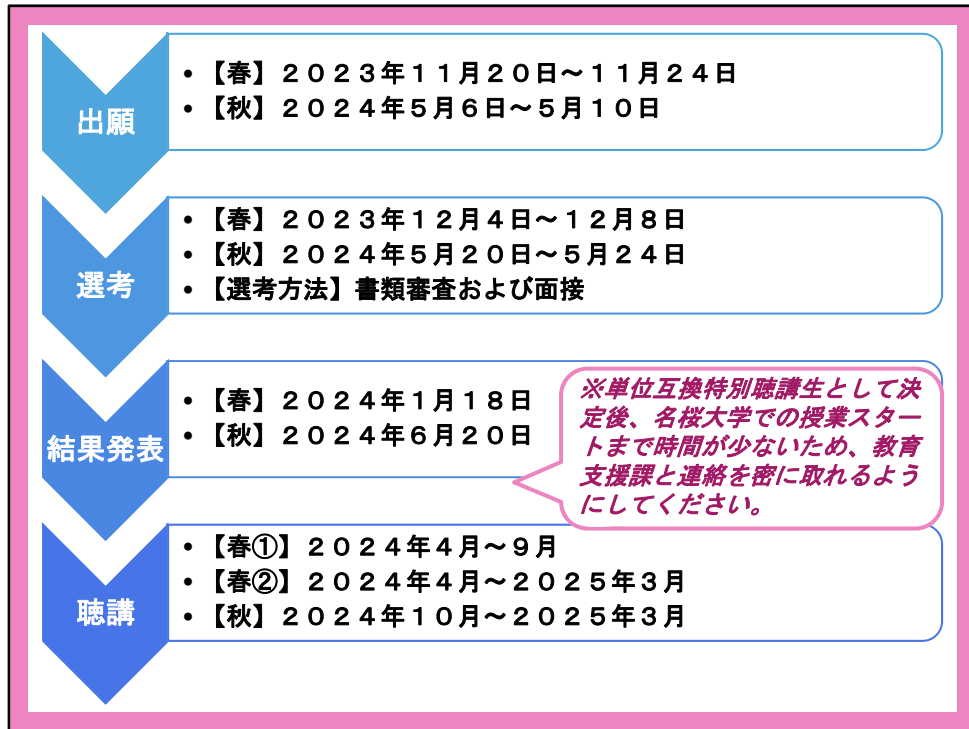 出願
• 【春】２０２３年１１月２０日～１１月２４日
• 【秋】２０２４年５月６日～５月１０日
選考
• 【春】２０２３年１２月４日～１２月８日
• 【秋】２０２４年５月２０日～５月２４日
• 【選考方法】書類審査および面接
結果発表
• 【春】２０２４年１月１８日
• 【秋】２０２４年６月２０日
※単位互換特別聴講生として決
定後、名桜大学での授業スター
トまで時間が少ないため、教育
支援課と連絡を密に取れるよう
にしてください。
聴講
• 【春①】２０２４年４月～９月
• 【春②】２０２４年４月～２０２５年３月
• 【秋】２０２４年１０月～２０２５年３月